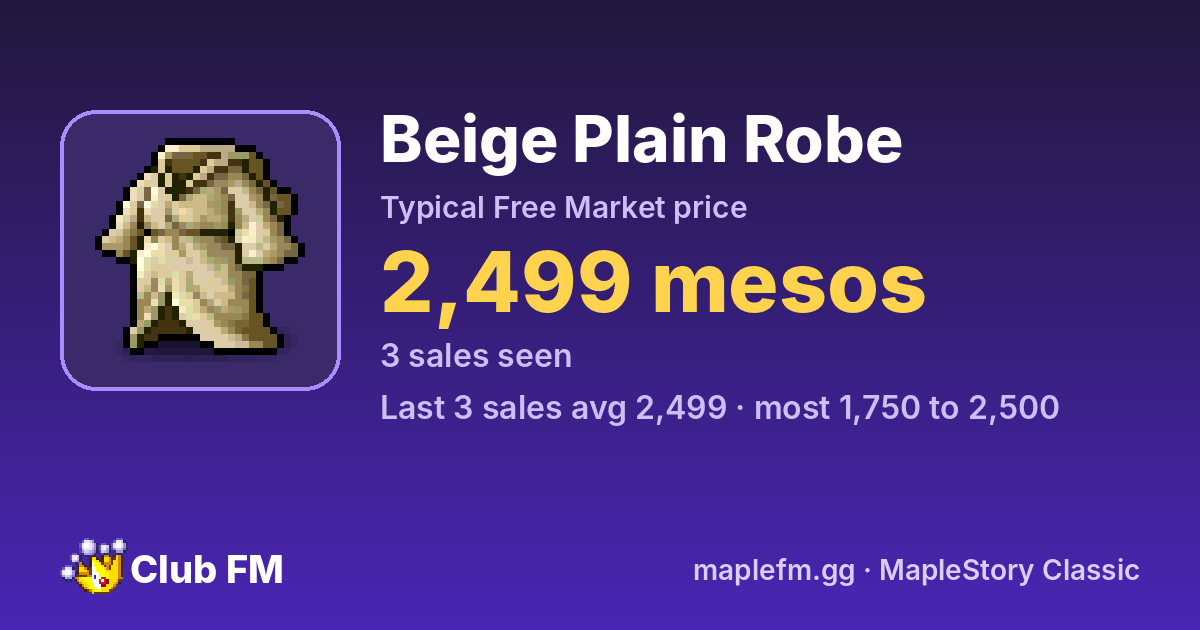 Beige Plain Robe
Typical Free Market price
2,499 mesos
3 sales seen
Last 3 sales avg 2,499 · most 1,750 to 2,500
Club FM
maplefm.gg · MapleStory Classic